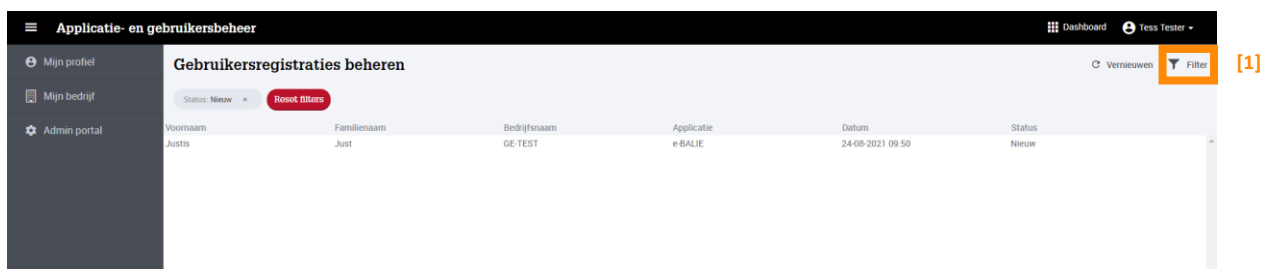 Applicatie- en gebruikersbeheer Dashboard Tess Tester
Mijn profiel
Mijn bedrijf
Admin portal
Gebruikersregistraties beheren Vernieuwen Filter [1]
Status: Nieuw × Reset filters
Voornaam Familienaam Bedrijfsnaam Applicatie Datum Status
Justis Just GE-TEST e-BALIE 24-08-2021 09:50 Nieuw